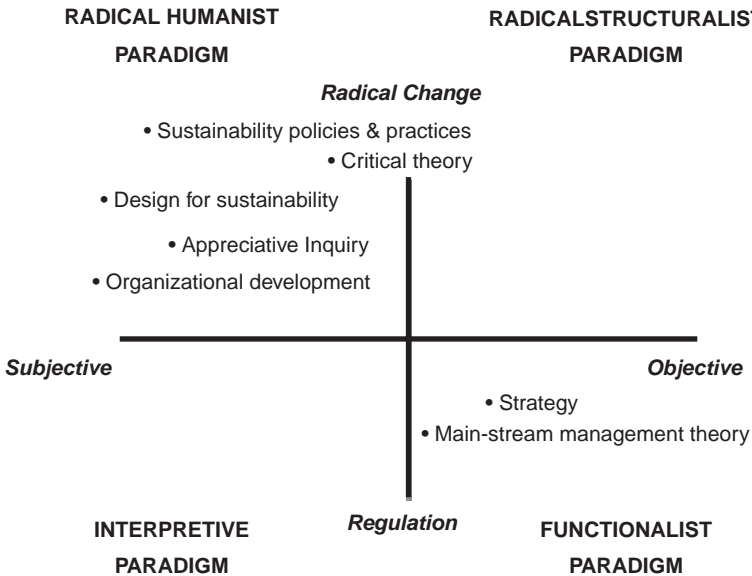 RADICAL HUMANIST
PARADIGM
RADICALSTRUCTURALIST
PARADIGM
Radical Change
• Sustainability policies & practices
• Critical theory
• Design for sustainability
• Appreciative Inquiry
• Organizational development
Subjective
Objective
• Strategy
• Main-stream management theory
Regulation
INTERPRETIVE
PARADIGM
FUNCTIONALIST
PARADIGM